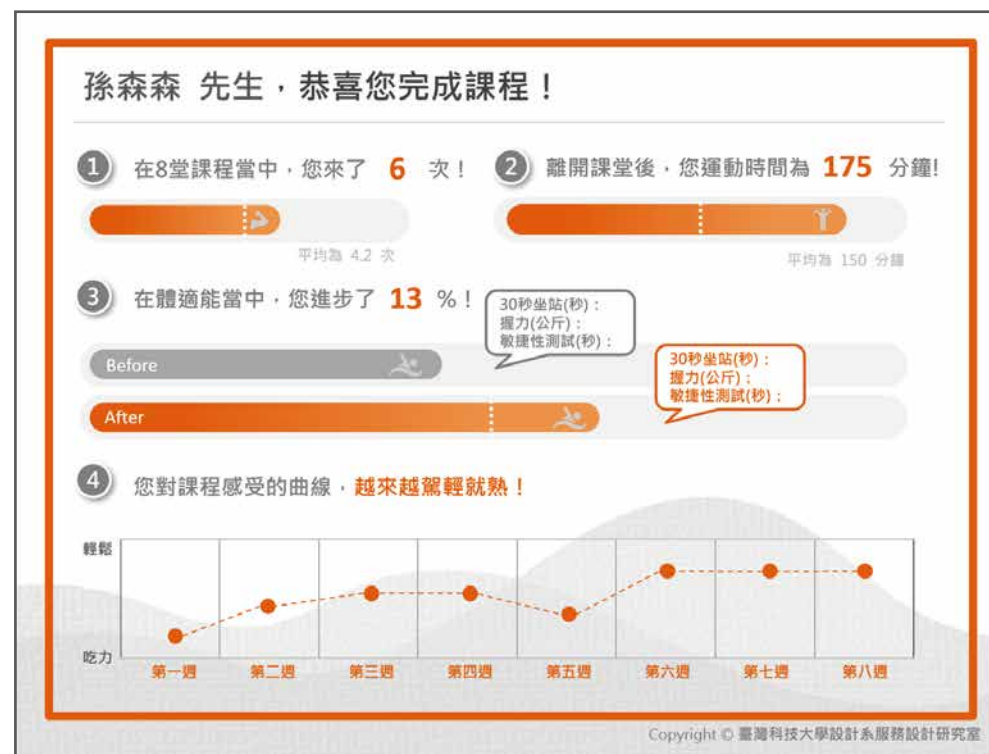 孫森森 先生，恭喜您完成課程！
1 在8堂課程當中，您來了 6 次！
平均為 4.2 次
2 離開課堂後，您運動時間為 175 分鐘!
平均為 150 分鐘
3 在體適能當中，您進步了 13 %！
30秒坐站(秒)：
握力(公斤)：
敏捷性測試(秒)：
Before
30秒坐站(秒)：
握力(公斤)：
敏捷性測試(秒)：
After
4 您對課程感受的曲線，越來越駕輕就熟！
輕鬆
吃力
第一週 第二週 第三週 第四週 第五週 第六週 第七週 第八週
Copyright © 臺灣科技大學設計系服務設計研究室